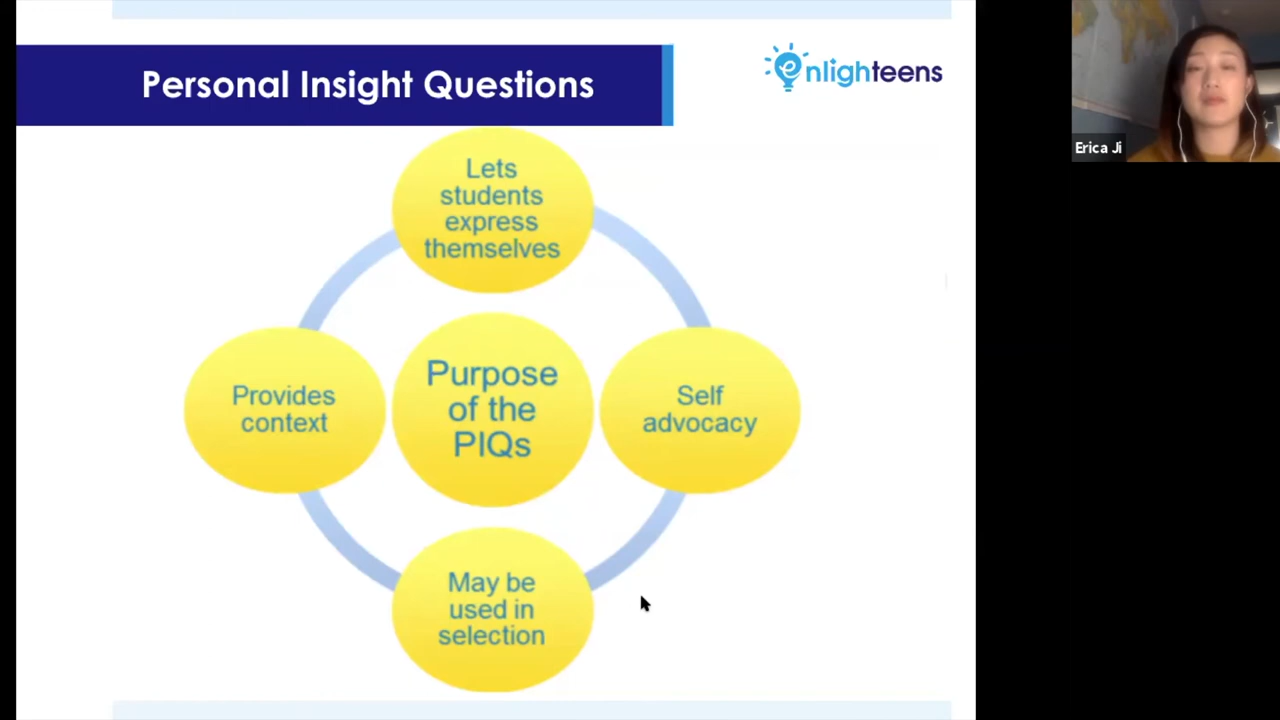 Personal Insight Questions
enlighteens
Erica Ji
Lets
students
express
themselves
Provides
context
Purpose
of the
PIQs
Self
advocacy
May be
used in
selection